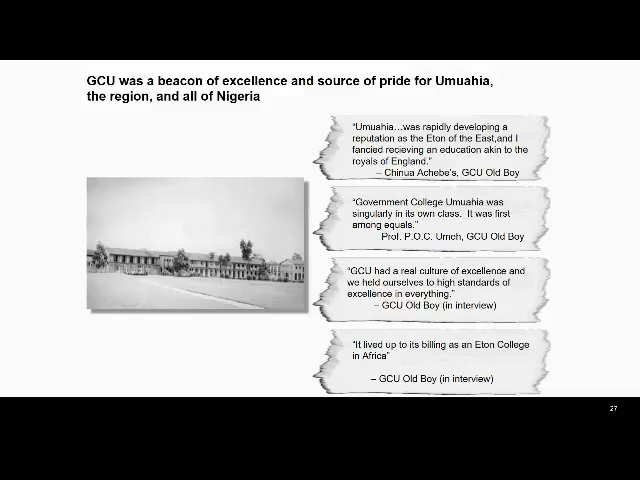 GCU was a beacon of excellence and source of pride for Umuahia,
the region, and all of Nigeria
“Umuahia…was rapidly developing a
reputation as the Eton of the East,and I
fancied recieving an education akin to the
royals of England.”
– Chinua Achebe's, GCU Old Boy
“Government College Umuahia was
singularly in its own class. It was first
among equals.”
Prof. P.O.C. Umeh, GCU Old Boy
“GCU had a real culture of excellence and
we held ourselves to high standards of
excellence in everything.”
– GCU Old Boy (in interview)
“It lived up to its billing as an Eton College
in Africa”
– GCU Old Boy (in interview)
27